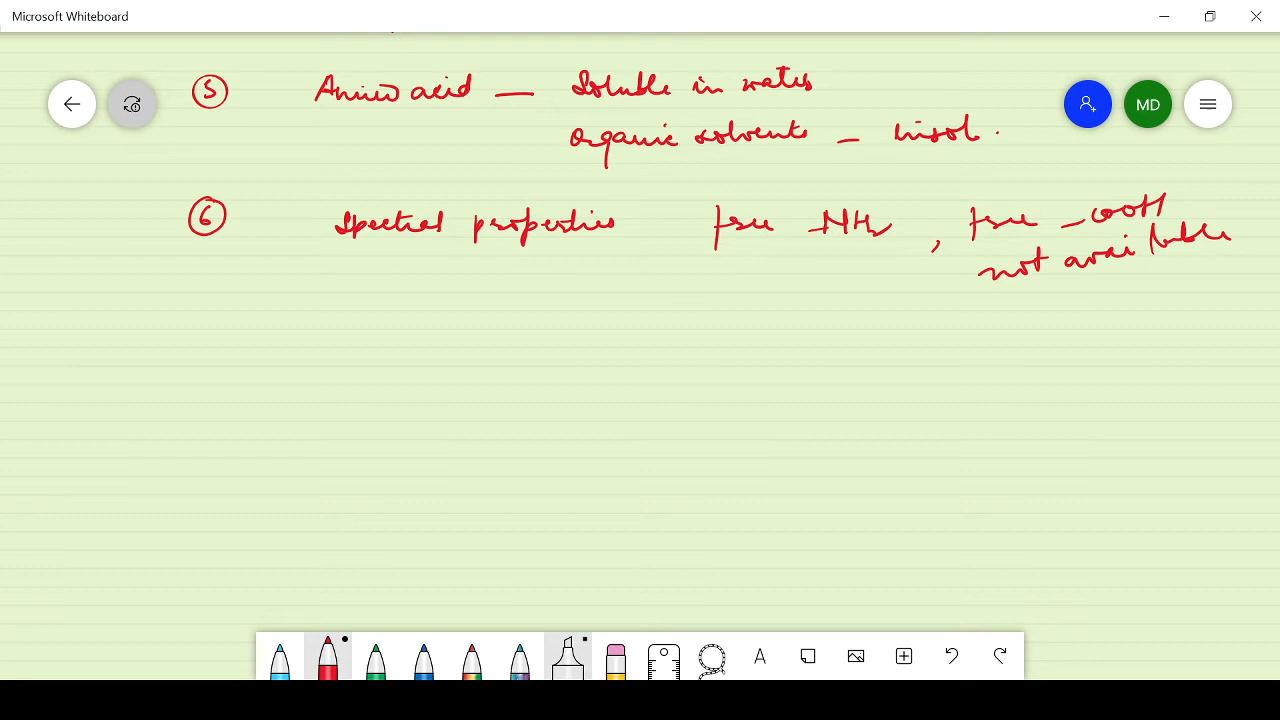 Microsoft Whiteboard
5 Amino acid — Soluble in water
organic solvents – insol.
MD
6 Spectral properties free –NH2, free –COOH
not available
A